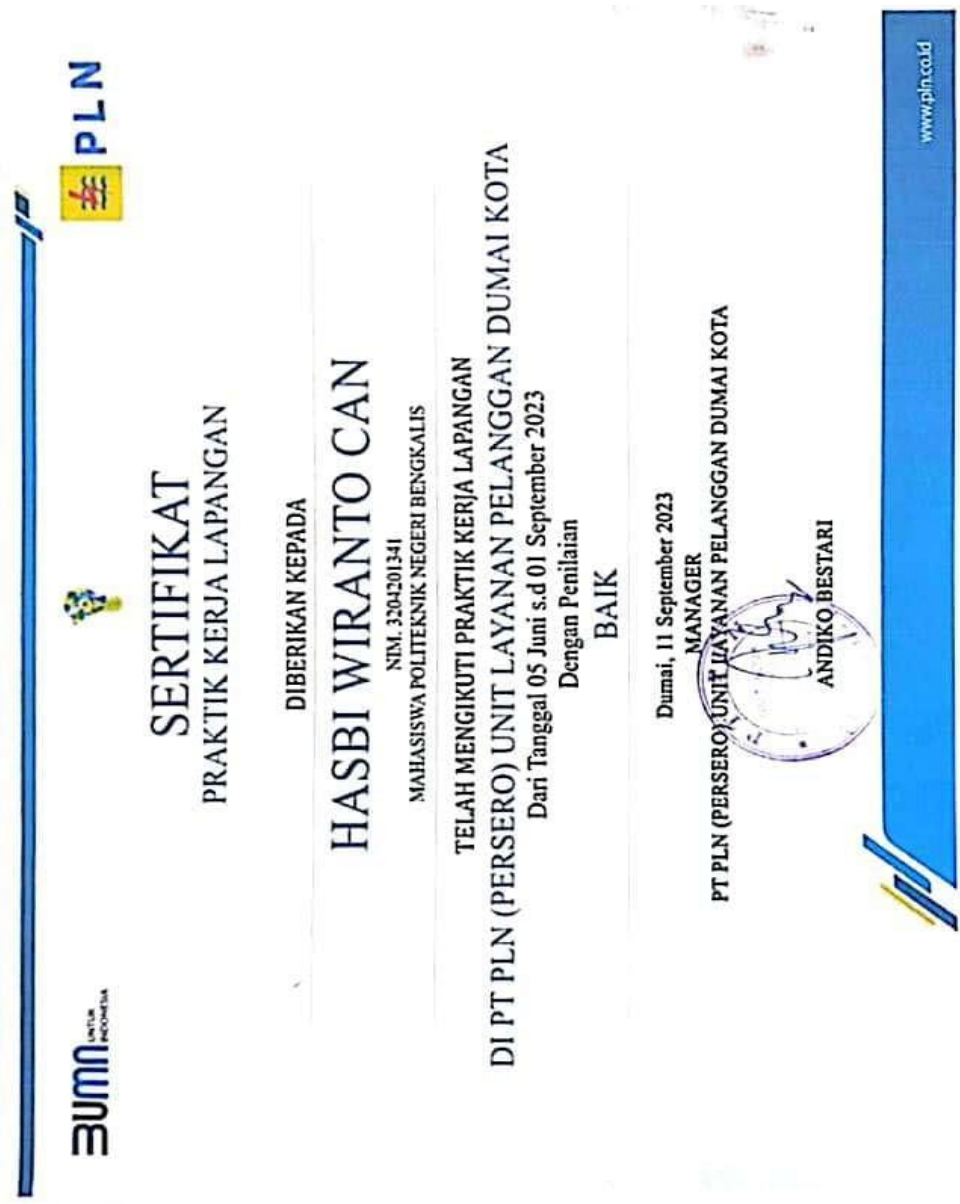 BUMN
UNTUK
INDONESIA
PLN
SERTIFIKAT
PRAKTIK KERJA LAPANGAN
DIBERIKAN KEPADA
HASBI WIRANTO CAN
NIM. 3204201341
MAHASISWA POLITEKNIK NEGERI BENGKALIS
TELAH MENGIKUTI PRAKTIK KERJA LAPANGAN
DI PT PLN (PERSERO) UNIT LAYANAN PELANGGAN DUMAI KOTA
Dari Tanggal 05 Juni s.d 01 September 2023
Dengan Penilaian
BAIK
Dumai, 11 September 2023
MANAGER
PT PLN (PERSERO) UNIT LAYANAN PELANGGAN DUMAI KOTA
ANDIKO BESTARI
www.pln.co.id